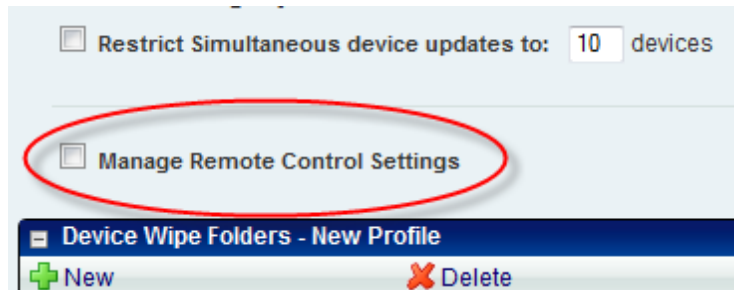 Restrict Simultaneous device updates to: 10 devices
Manage Remote Control Settings
Device Wipe Folders - New Profile
New Delete